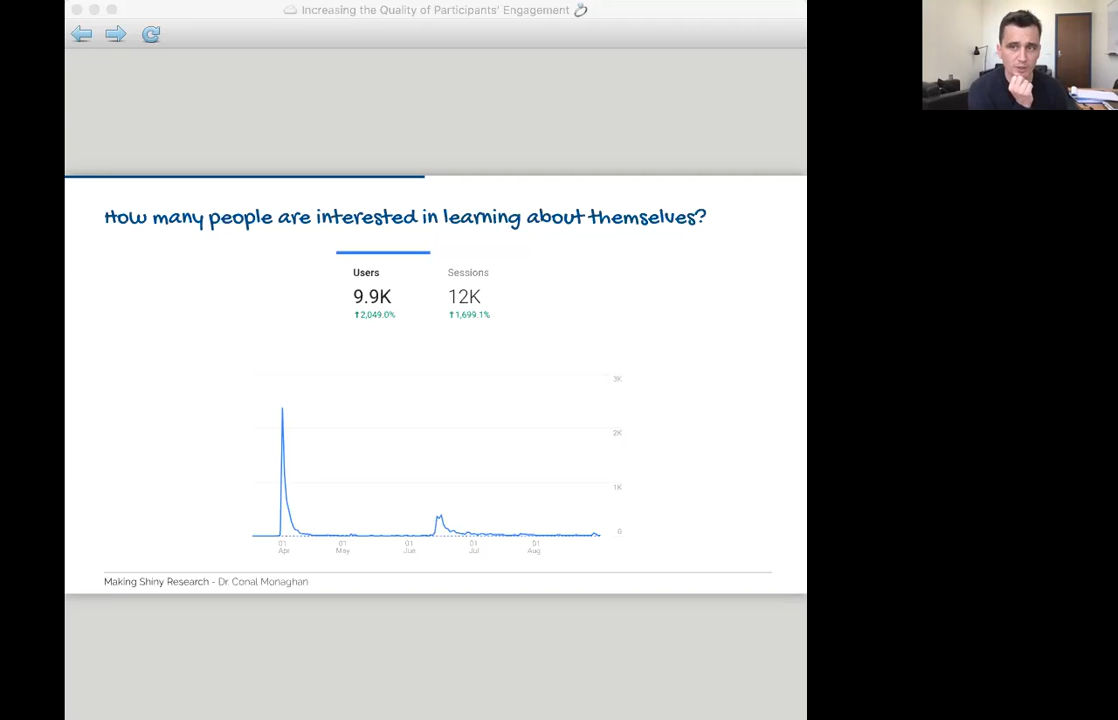 Increasing the Quality of Participants' Engagement
How many people are interested in learning about themselves?
Users
Sessions
9.9K
12K
2,049.0%
1,699.1%
3K
2K
1K
0
01
Apr
01
May
01
Jun
01
Jul
01
Aug
Making Shiny Research - Dr. Conal Monaghan